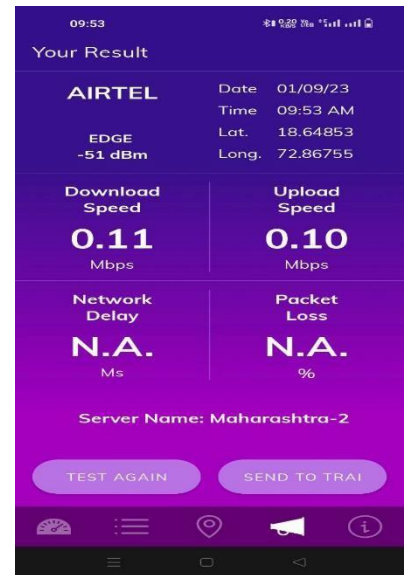 09:53
Your Result
AIRTEL
EDGE
-51 dBm
Date 01/09/23
Time 09:53 AM
Lat. 18.64853
Long. 72.86755
Download
Speed
0.11
Mbps
Upload
Speed
0.10
Mbps
Network
Delay
N.A.
Ms
Packet
Loss
N.A.
%
Server Name: Maharashtra-2
TEST AGAIN
SEND TO TRAI